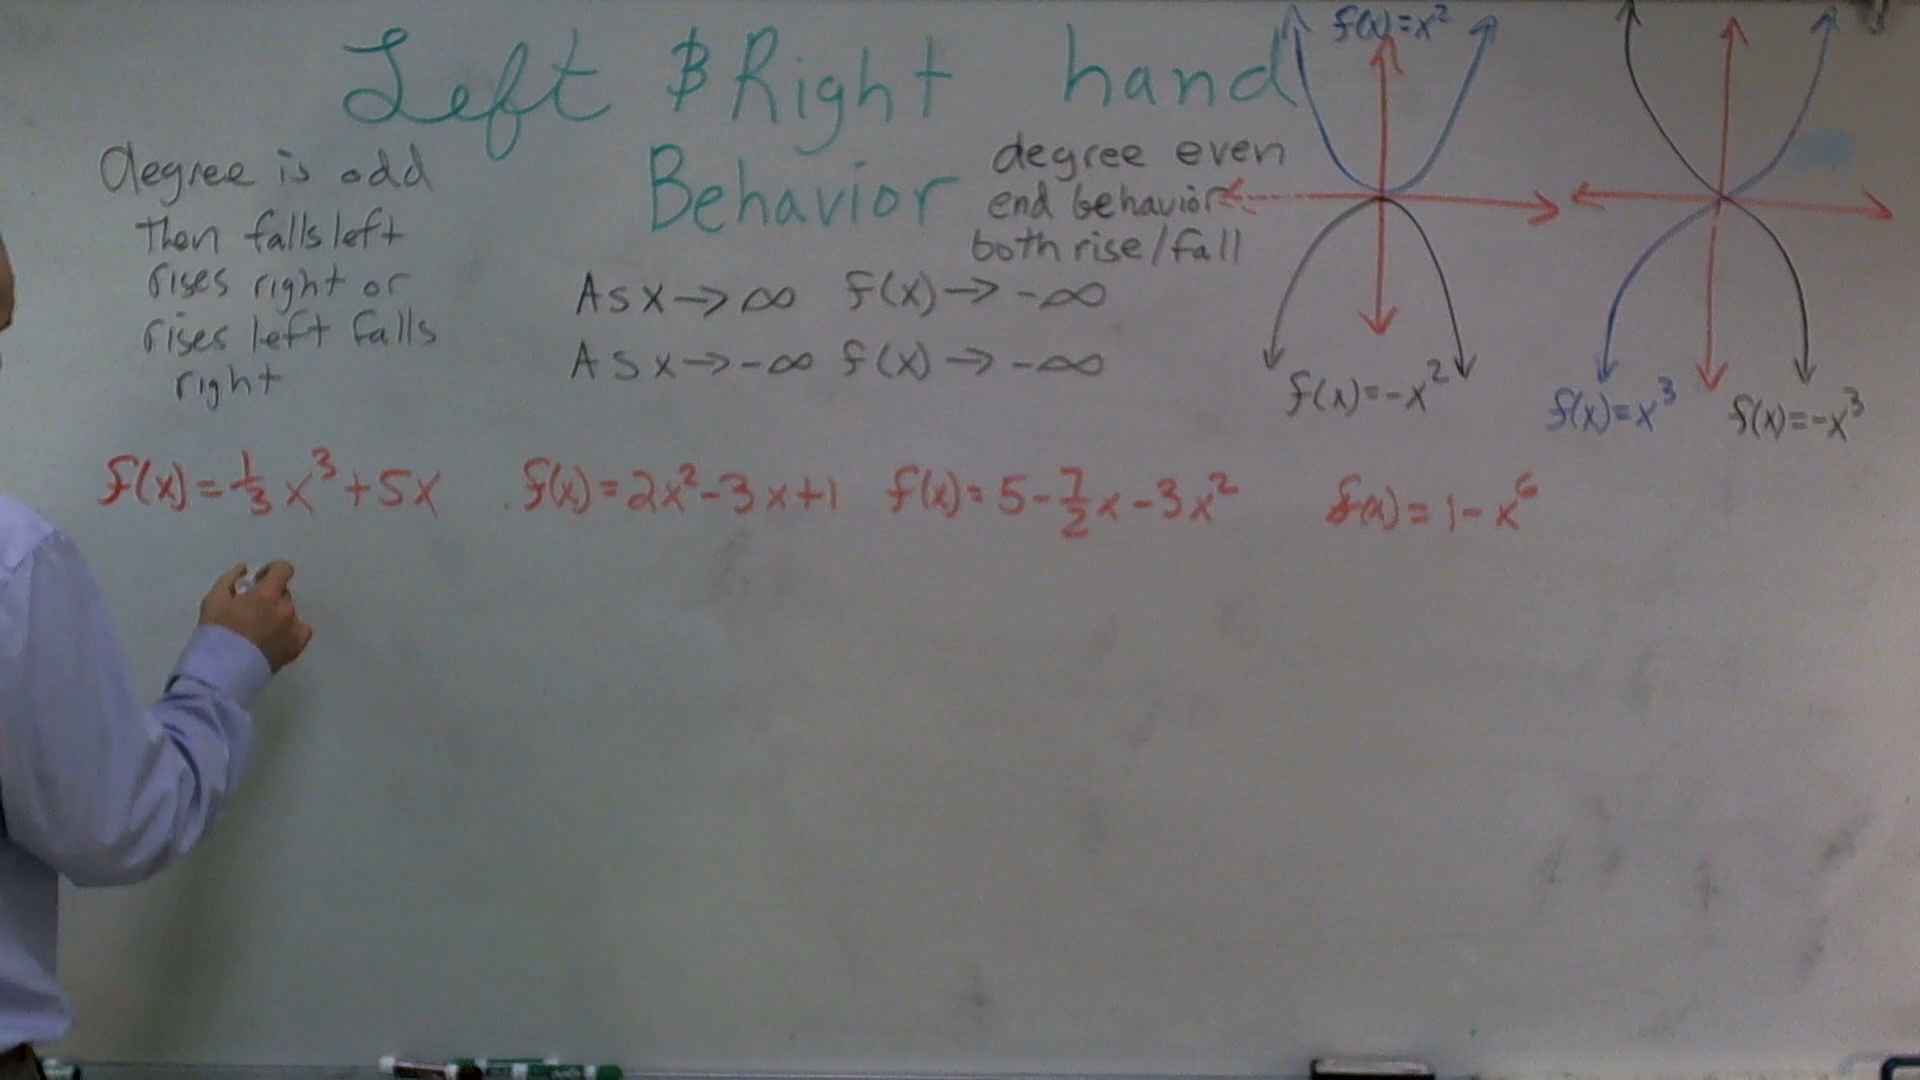 Left & Right hand
Behavior
degree is odd
then falls left
rises right or
rises left falls
right
degree even
end behavior
both rise/fall
As x → ∞ f(x) → -∞
As x → -∞ f(x) → -∞
f(x)=x²
f(x)=-x²
f(x)=x³
f(x)=-x³
f(x)=1/3x³+5x
f(x)=2x²-3x+1
f(x)=5-7/2x-3x²
f(x)=1-x⁶